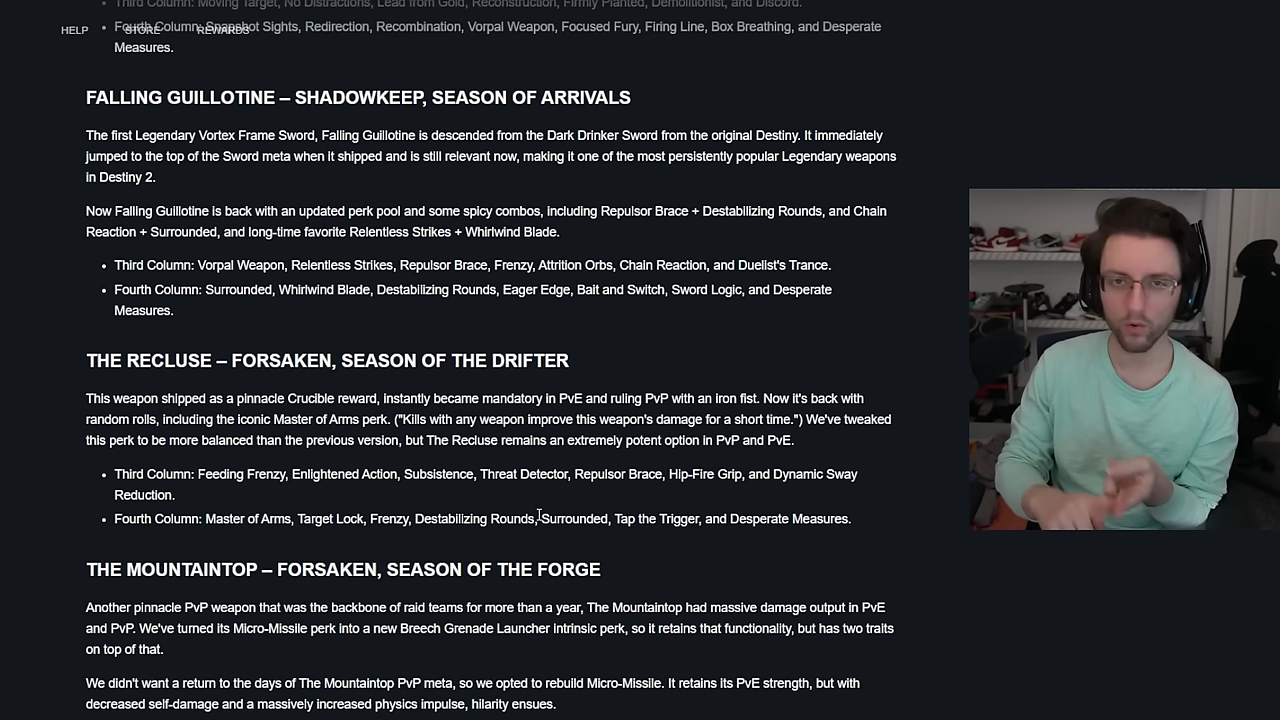 Third Column: Moving Target, No Distractions, Lead from Gold, Reconstruction, Firmly Planted, Demolitionist, and Discord.
HELP STORE REWARDS
Fourth Column: Snapshot Sights, Redirection, Recombination, Vorpal Weapon, Focused Fury, Firing Line, Box Breathing, and Desperate
Measures.
FALLING GUILLOTINE – SHADOWKEEP, SEASON OF ARRIVALS
The first Legendary Vortex Frame Sword, Falling Guillotine is descended from the Dark Drinker Sword from the original Destiny. It immediately
jumped to the top of the Sword meta when it shipped and is still relevant now, making it one of the most persistently popular Legendary weapons
in Destiny 2.
Now Falling Guillotine is back with an updated perk pool and some spicy combos, including Repulsor Brace + Destabilizing Rounds, and Chain
Reaction + Surrounded, and long-time favorite Relentless Strikes + Whirlwind Blade.
• Third Column: Vorpal Weapon, Relentless Strikes, Repulsor Brace, Frenzy, Attrition Orbs, Chain Reaction, and Duelist's Trance.
• Fourth Column: Surrounded, Whirlwind Blade, Destabilizing Rounds, Eager Edge, Bait and Switch, Sword Logic, and Desperate
Measures.
THE RECLUSE – FORSAKEN, SEASON OF THE DRIFTER
This weapon shipped as a pinnacle Crucible reward, instantly became mandatory in PvE and ruling PvP with an iron fist. Now it's back with
random rolls, including the iconic Master of Arms perk. ("Kills with any weapon improve this weapon's damage for a short time.") We've tweaked
this perk to be more balanced than the previous version, but The Recluse remains an extremely potent option in PvP and PvE.
• Third Column: Feeding Frenzy, Enlightened Action, Subsistence, Threat Detector, Repulsor Brace, Hip-Fire Grip, and Dynamic Sway
Reduction.
• Fourth Column: Master of Arms, Target Lock, Frenzy, Destabilizing Rounds, Surrounded, Tap the Trigger, and Desperate Measures.
THE MOUNTAINTOP – FORSAKEN, SEASON OF THE FORGE
Another pinnacle PvP weapon that was the backbone of raid teams for more than a year, The Mountaintop had massive damage output in PvE
and PvP. We've turned its Micro-Missile perk into a new Breech Grenade Launcher intrinsic perk, so it retains that functionality, but has two traits
on top of that.
We didn't want a return to the days of The Mountaintop PvP meta, so we opted to rebuild Micro-Missile. It retains its PvE strength, but with
decreased self-damage and a massively increased physics impulse, hilarity ensues.